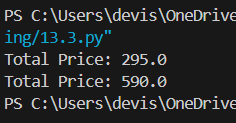 PS C:\Users\devis\OneDrive
ing/13.3.py"
Total Price: 295.0
Total Price: 590.0
PS C:\Users\devis\OneDrive